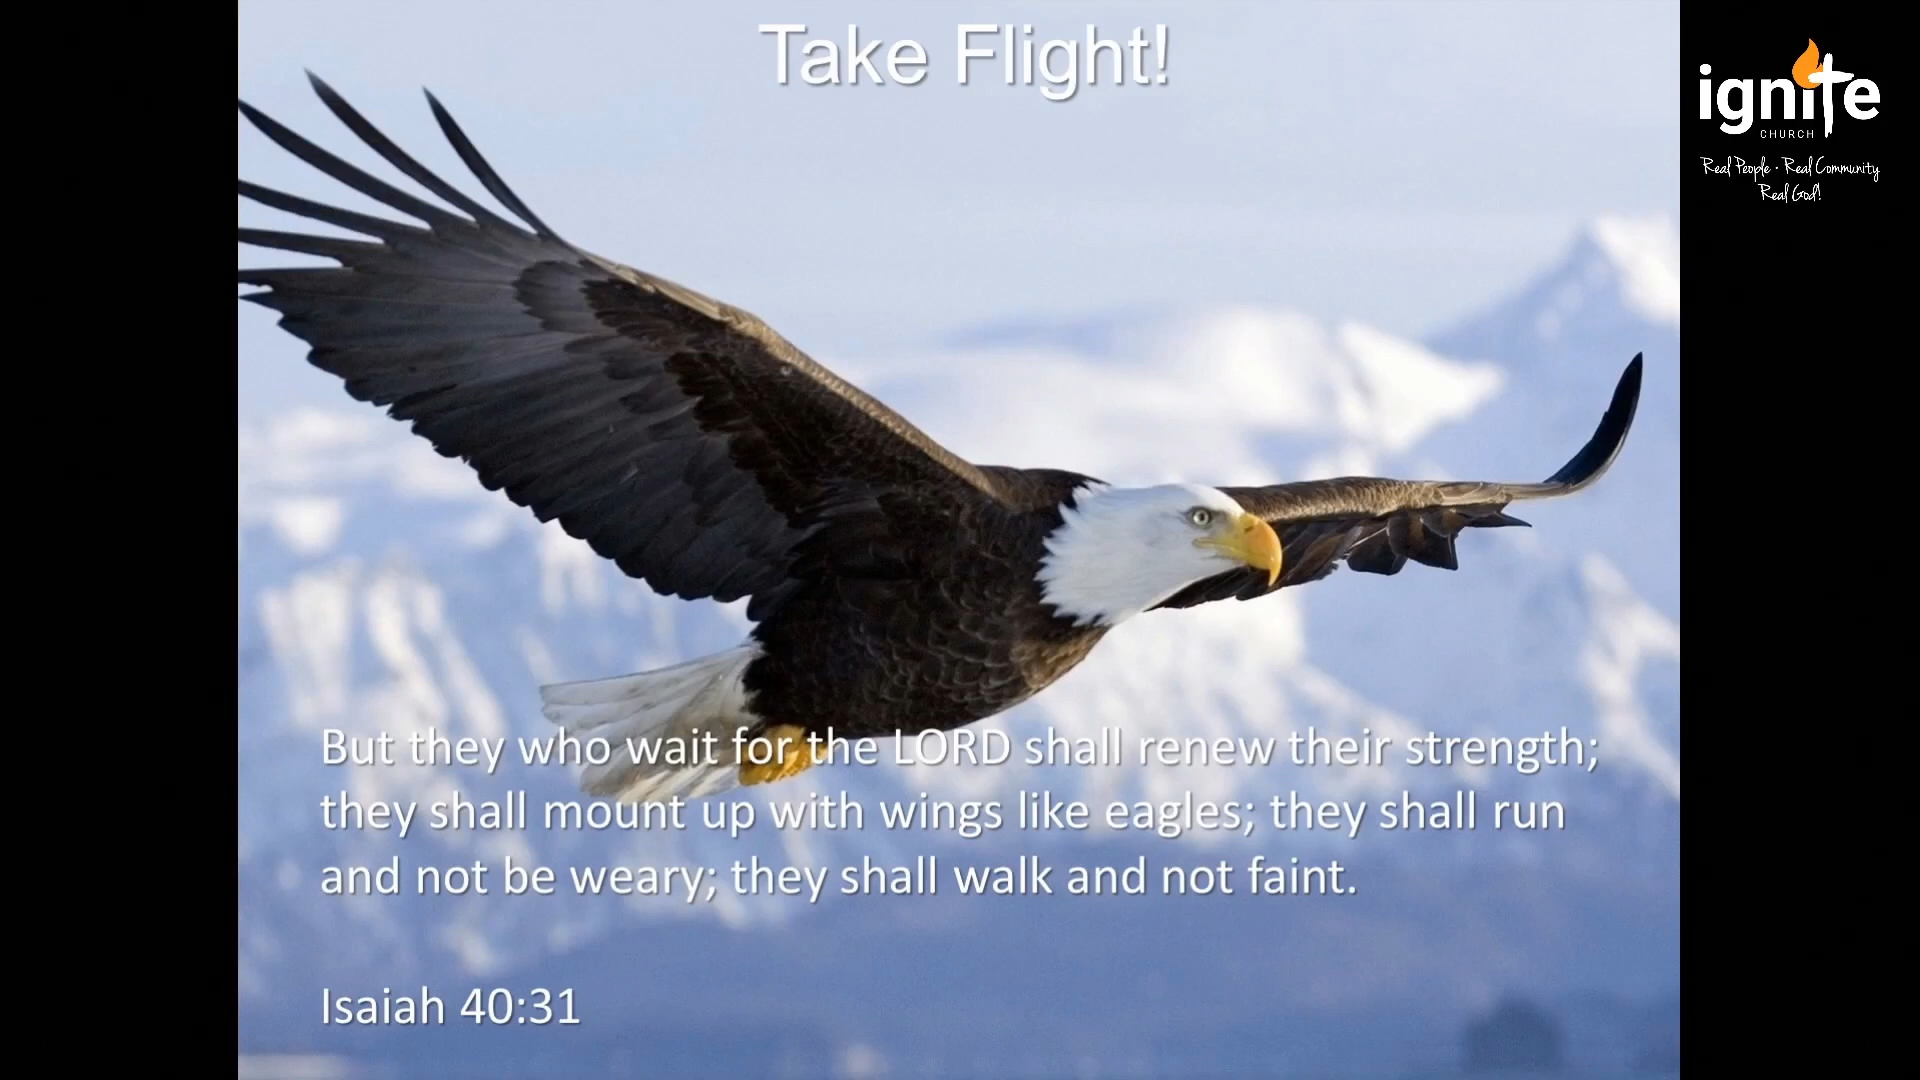 Take Flight!
ignite
CHURCH
Real People · Real Community
Real God!
But they who wait for the LORD shall renew their strength;
they shall mount up with wings like eagles; they shall run
and not be weary; they shall walk and not faint.
Isaiah 40:31